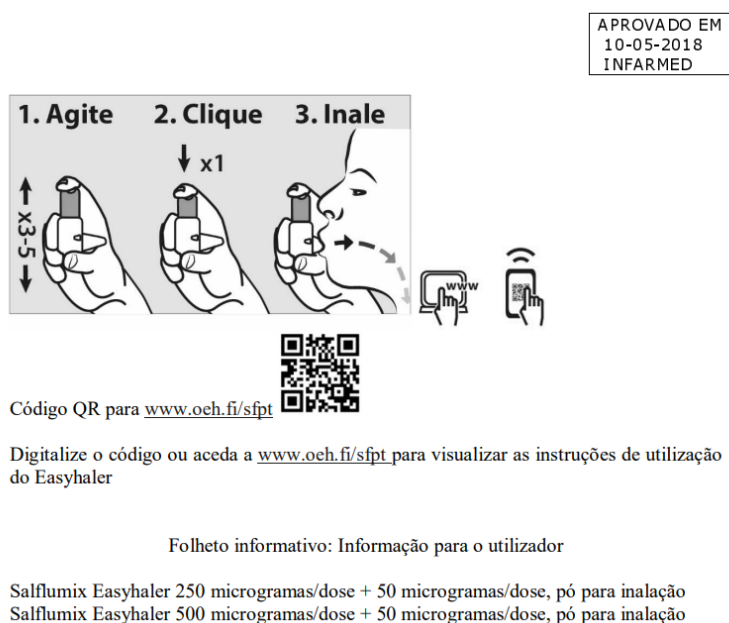 APROVADO EM
10-05-2018
INFARMED
1. Agite
2. Clique
3. Inale
x1
x3-5
www
Código QR para www.oeh.fi/sfpt
Digitalize o código ou aceda a www.oeh.fi/sfpt para visualizar as instruções de utilização
do Easyhaler
Folheto informativo: Informação para o utilizador
Salflumix Easyhaler 250 microgramas/dose + 50 microgramas/dose, pó para inalação
Salflumix Easyhaler 500 microgramas/dose + 50 microgramas/dose, pó para inalação